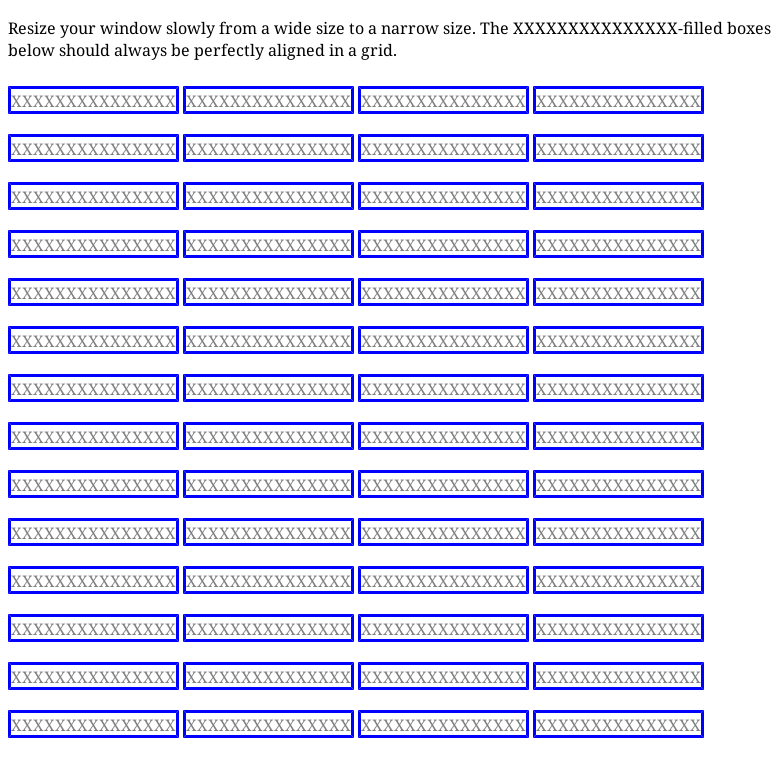 Resize your window slowly from a wide size to a narrow size. The XXXXXXXXXXXXXXX-filled boxes
below should always be perfectly aligned in a grid.
XXXXXXXXXXXXXXX XXXXXXXXXXXXXXX XXXXXXXXXXXXXXX XXXXXXXXXXXXXXX
XXXXXXXXXXXXXXX XXXXXXXXXXXXXXX XXXXXXXXXXXXXXX XXXXXXXXXXXXXXX
XXXXXXXXXXXXXXX XXXXXXXXXXXXXXX XXXXXXXXXXXXXXX XXXXXXXXXXXXXXX
XXXXXXXXXXXXXXX XXXXXXXXXXXXXXX XXXXXXXXXXXXXXX XXXXXXXXXXXXXXX
XXXXXXXXXXXXXXX XXXXXXXXXXXXXXX XXXXXXXXXXXXXXX XXXXXXXXXXXXXXX
XXXXXXXXXXXXXXX XXXXXXXXXXXXXXX XXXXXXXXXXXXXXX XXXXXXXXXXXXXXX
XXXXXXXXXXXXXXX XXXXXXXXXXXXXXX XXXXXXXXXXXXXXX XXXXXXXXXXXXXXX
XXXXXXXXXXXXXXX XXXXXXXXXXXXXXX XXXXXXXXXXXXXXX XXXXXXXXXXXXXXX
XXXXXXXXXXXXXXX XXXXXXXXXXXXXXX XXXXXXXXXXXXXXX XXXXXXXXXXXXXXX
XXXXXXXXXXXXXXX XXXXXXXXXXXXXXX XXXXXXXXXXXXXXX XXXXXXXXXXXXXXX
XXXXXXXXXXXXXXX XXXXXXXXXXXXXXX XXXXXXXXXXXXXXX XXXXXXXXXXXXXXX
XXXXXXXXXXXXXXX XXXXXXXXXXXXXXX XXXXXXXXXXXXXXX XXXXXXXXXXXXXXX
XXXXXXXXXXXXXXX XXXXXXXXXXXXXXX XXXXXXXXXXXXXXX XXXXXXXXXXXXXXX
XXXXXXXXXXXXXXX XXXXXXXXXXXXXXX XXXXXXXXXXXXXXX XXXXXXXXXXXXXXX